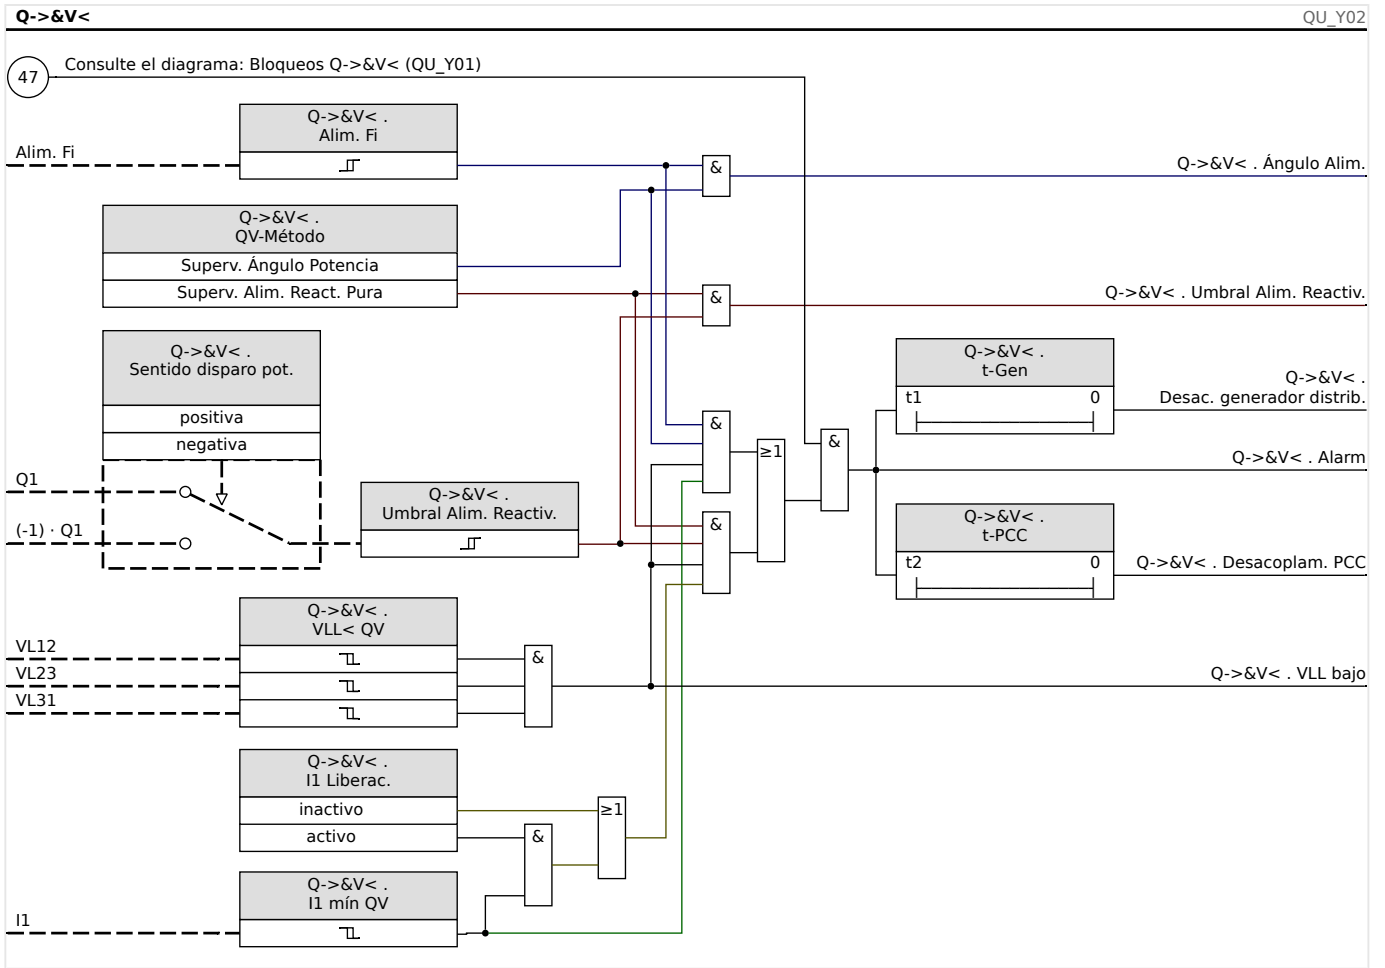 Q->&V<
QU_Y02
47
Consulte el diagrama: Bloqueos Q->&V< (QU_Y01)
Q->&V< .
Alim. Fi
Alim. Fi
&
Q->&V< . Ángulo Alim.
Q->&V< .
QV-Método
Superv. Ángulo Potencia
Superv. Alim. React. Pura
&
Q->&V< . Umbral Alim. Reactiv.
Q->&V< .
Sentido disparo pot.
positiva
negativa
Q1
(-1) · Q1
Q->&V< .
Umbral Alim. Reactiv.
&
≥1
&
&
Q->&V< .
t-Gen
t1 0
Q->&V< .
Desac. generador distrib.
Q->&V< . Alarm
Q->&V< .
t-PCC
t2 0
Q->&V< . Desacoplam. PCC
Q->&V< .
VLL< QV
VL12
VL23
VL31
&
Q->&V< . VLL bajo
Q->&V< .
I1 Liberac.
inactivo
activo
&
≥1
Q->&V< .
I1 mín QV
I1